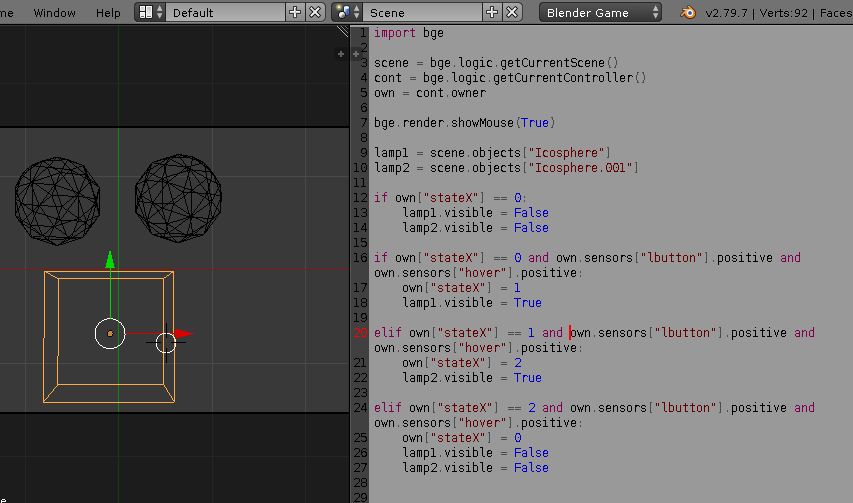 me Window Help Default Scene Blender Game v2.79.7 | Verts:92 | Faces
1 import bge
2
3 scene = bge.logic.getCurrentScene()
4 cont = bge.logic.getCurrentController()
5 own = cont.owner
6
7 bge.render.showMouse(True)
8
9 lamp1 = scene.objects["Icosphere"]
10 lamp2 = scene.objects["Icosphere.001"]
11
12 if own["stateX"] == 0:
13 lamp1.visible = False
14 lamp2.visible = False
15
16 if own["stateX"] == 0 and own.sensors["lbutton"].positive and
own.sensors["hover"].positive:
17 own["stateX"] = 1
18 lamp1.visible = True
19
20 elif own["stateX"] == 1 and own.sensors["lbutton"].positive and
own.sensors["hover"].positive:
21 own["stateX"] = 2
22 lamp2.visible = True
23
24 elif own["stateX"] == 2 and own.sensors["lbutton"].positive and
own.sensors["hover"].positive:
25 own["stateX"] = 0
26 lamp1.visible = False
27 lamp2.visible = False
28
29